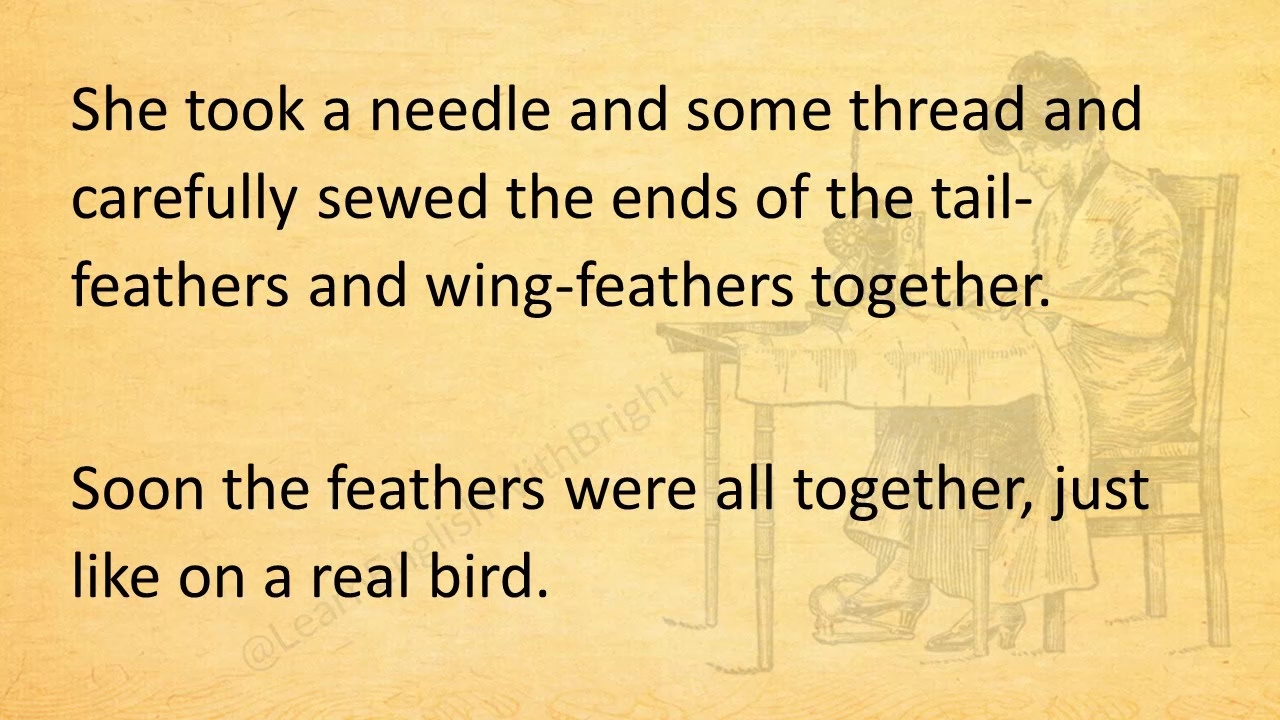 She took a needle and some thread and
carefully sewed the ends of the tail-
feathers and wing-feathers together.
Soon the feathers were all together, just
like on a real bird.
@LearnEnglishWithBright